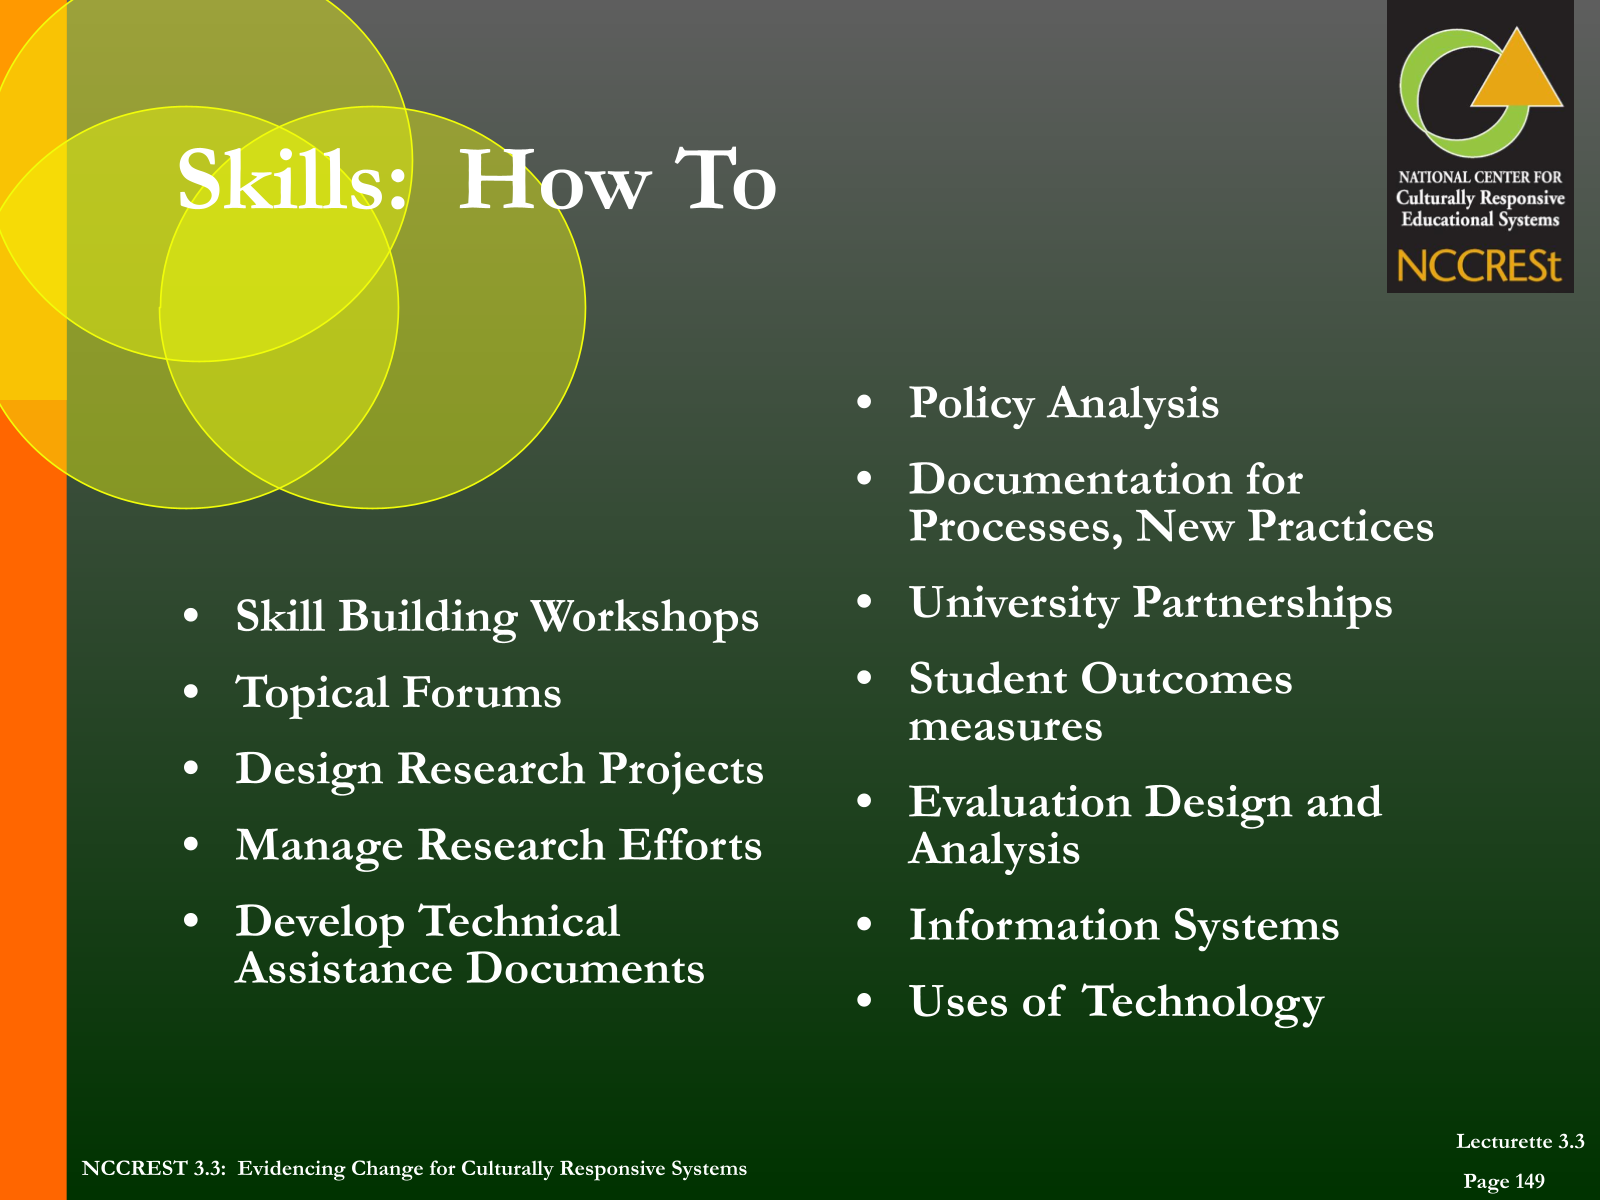 Skills: How To
NATIONAL CENTER FOR
Culturally Responsive
Educational Systems
NCCRESt
• Skill Building Workshops
• Topical Forums
• Design Research Projects
• Manage Research Efforts
• Develop Technical
Assistance Documents
• Policy Analysis
• Documentation for
Processes, New Practices
• University Partnerships
• Student Outcomes
measures
• Evaluation Design and
Analysis
• Information Systems
• Uses of Technology
NCCREST 3.3: Evidencing Change for Culturally Responsive Systems
Lecturette 3.3
Page 149